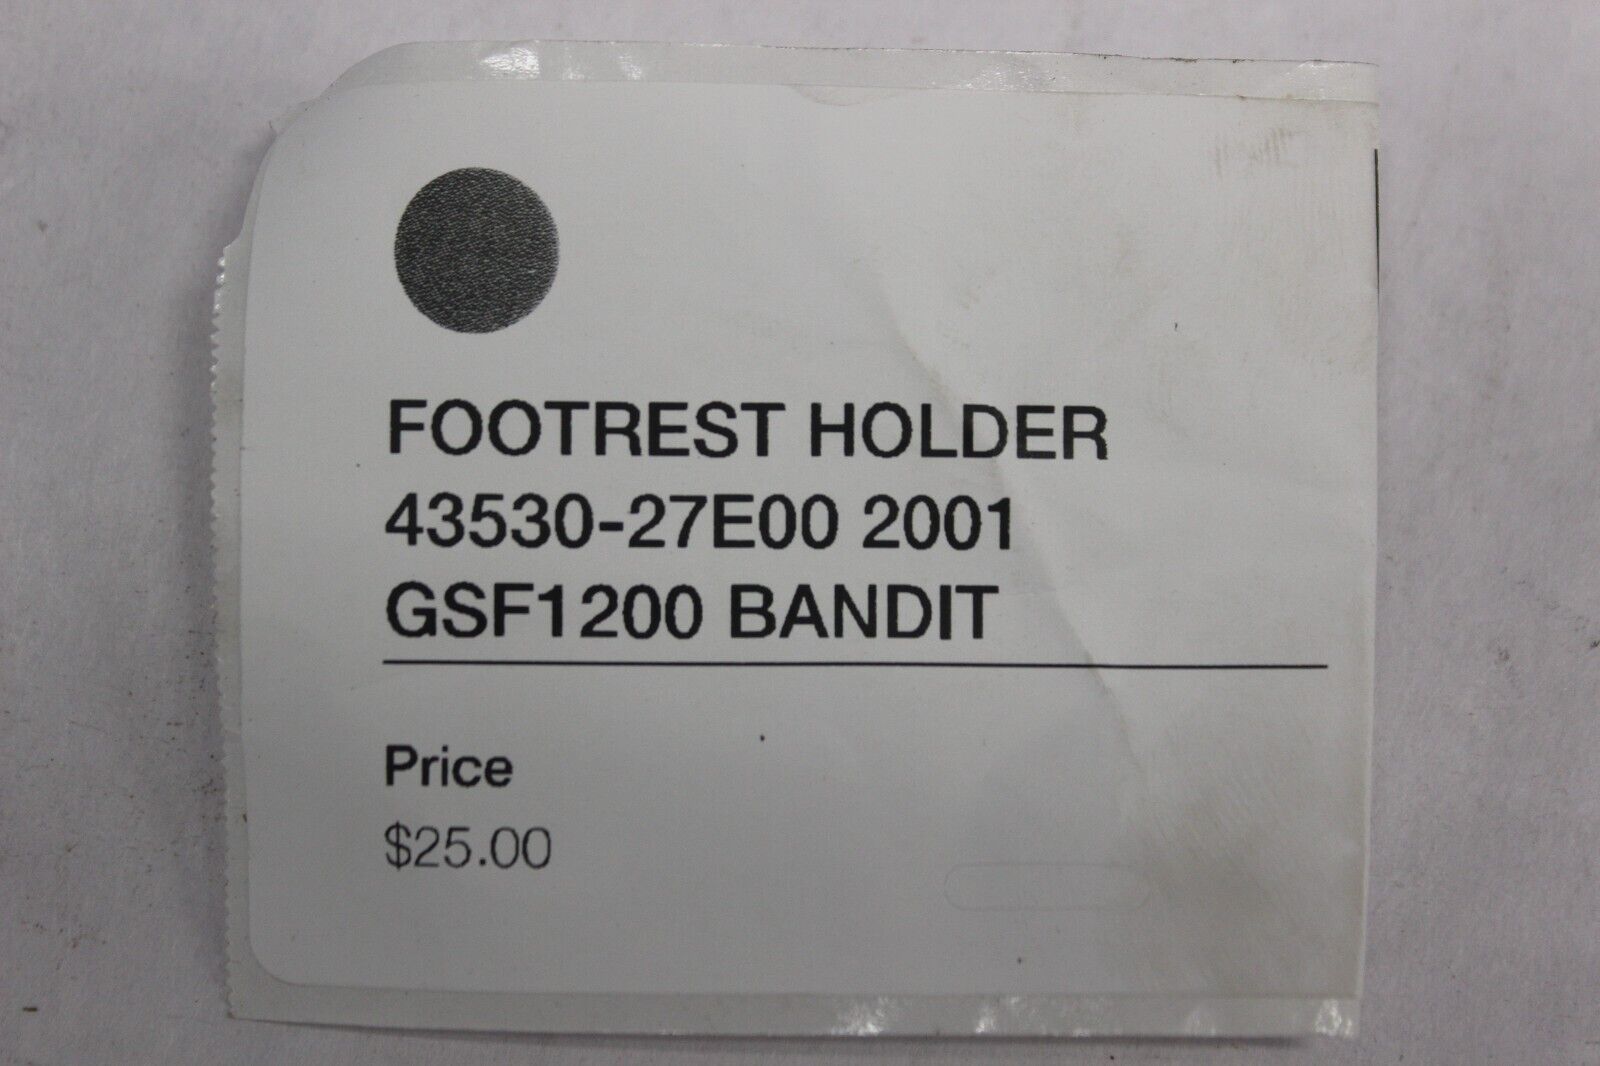 FOOTREST HOLDER
43530-27E00 2001
GSF1200 BANDIT
Price
$25.00